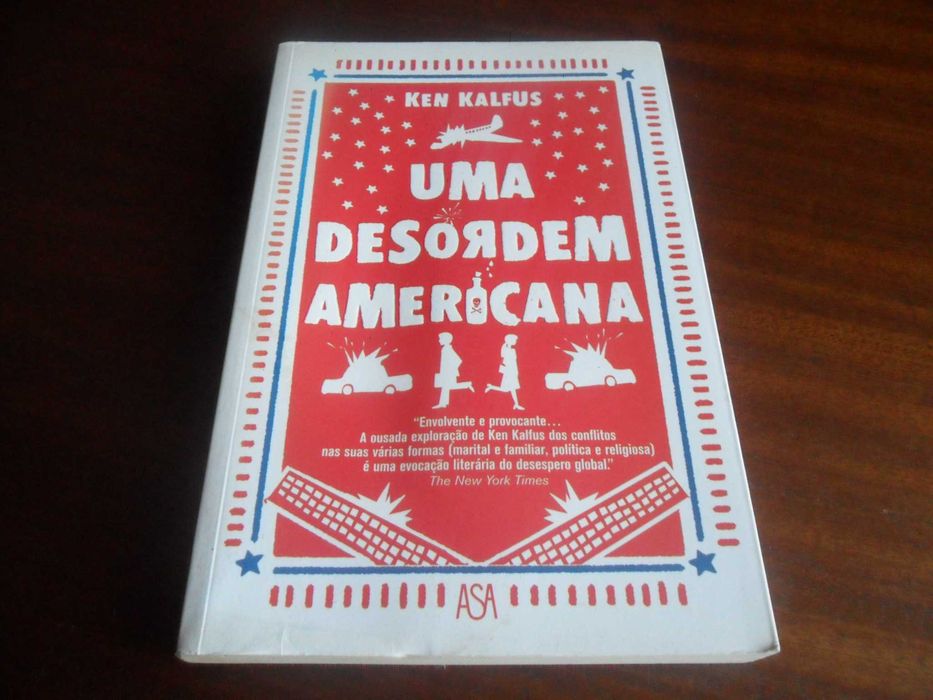 KEN KALFUS
UMA
DESORDEM
AMERICANA
“Envolvente e provocante…
A ousada exploração de Ken Kalfus dos conflitos
nas suas várias formas (marital e familiar, política e religiosa)
é uma evocação literária do desespero global.”
The New York Times
ASA